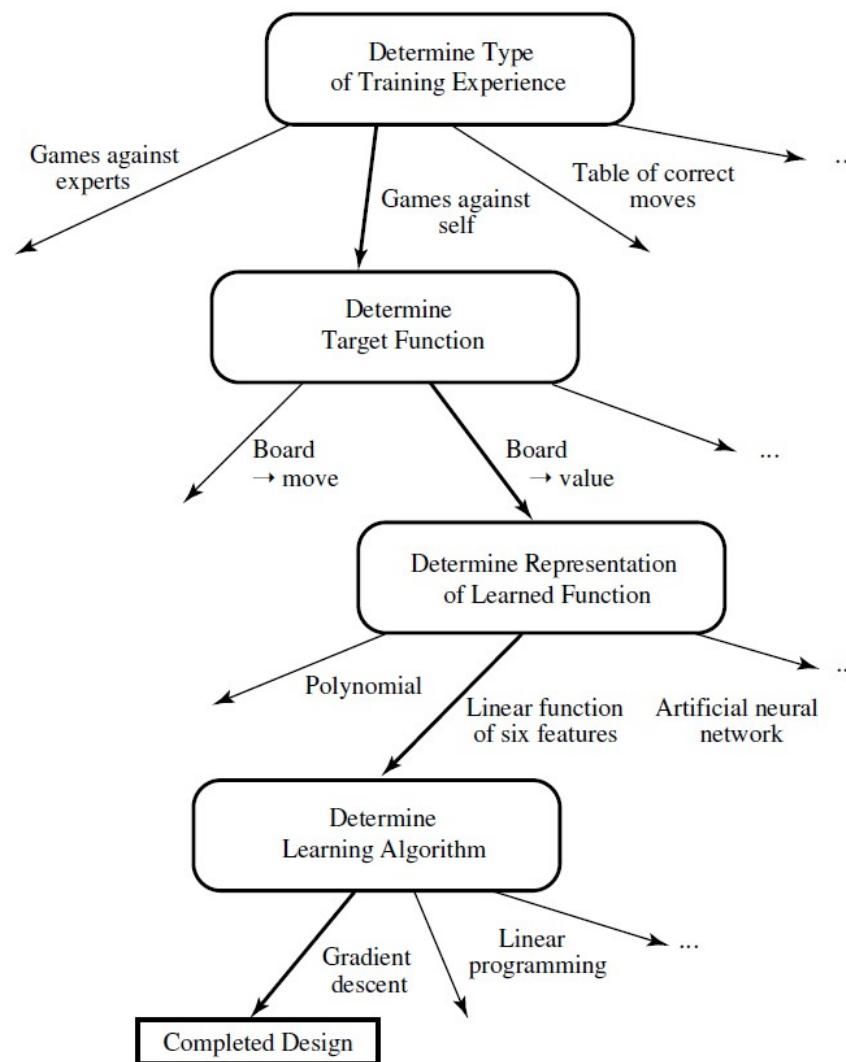 Determine Type
of Training Experience
Games against
experts
Games against
self
Table of correct
moves
...
Determine
Target Function
Board
→ move
Board
→ value
...
Determine Representation
of Learned Function
Polynomial
Linear function
of six features
Artificial neural
network
...
Determine
Learning Algorithm
Gradient
descent
Linear
programming
...
Completed Design